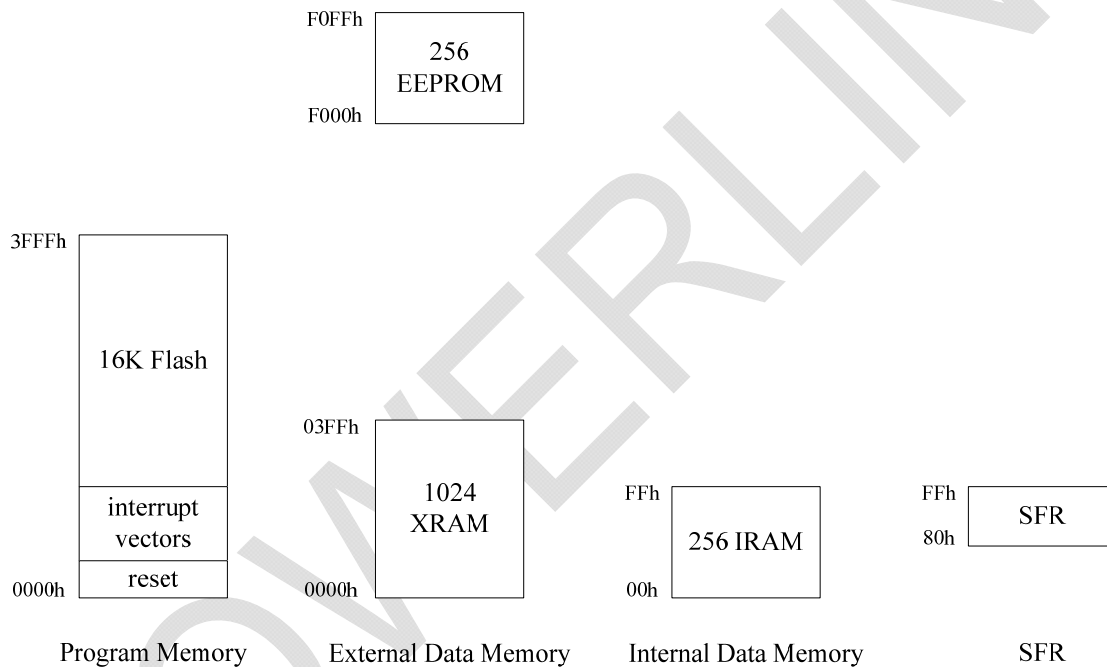 F0FFh
256
EEPROM
F000h
3FFFh
16K Flash
interrupt
vectors
reset
0000h
Program Memory
03FFh
1024
XRAM
0000h
External Data Memory
FFh
256 IRAM
00h
Internal Data Memory
FFh
SFR
80h
SFR
OWERLIN